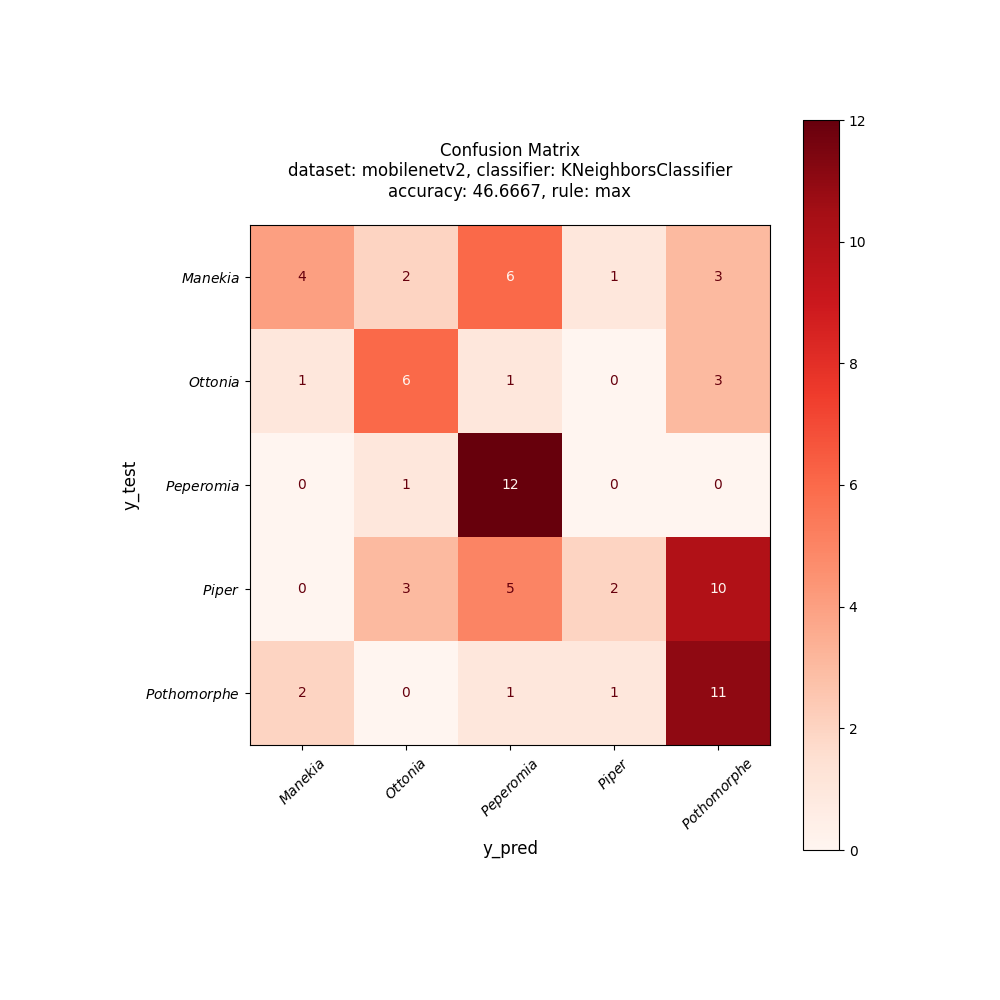 Confusion Matrix
dataset: mobilenetv2, classifier: KNeighborsClassifier
accuracy: 46.6667, rule: max
y_test
Manekia 4 2 6 1 3
Ottonia 1 6 1 0 3
Peperomia 0 1 12 0 0
Piper 0 3 5 2 10
Pothomorphe 2 0 1 1 11
Manekia Ottonia Peperomia Piper Pothomorphe
y_pred
12
10
8
6
4
2
0